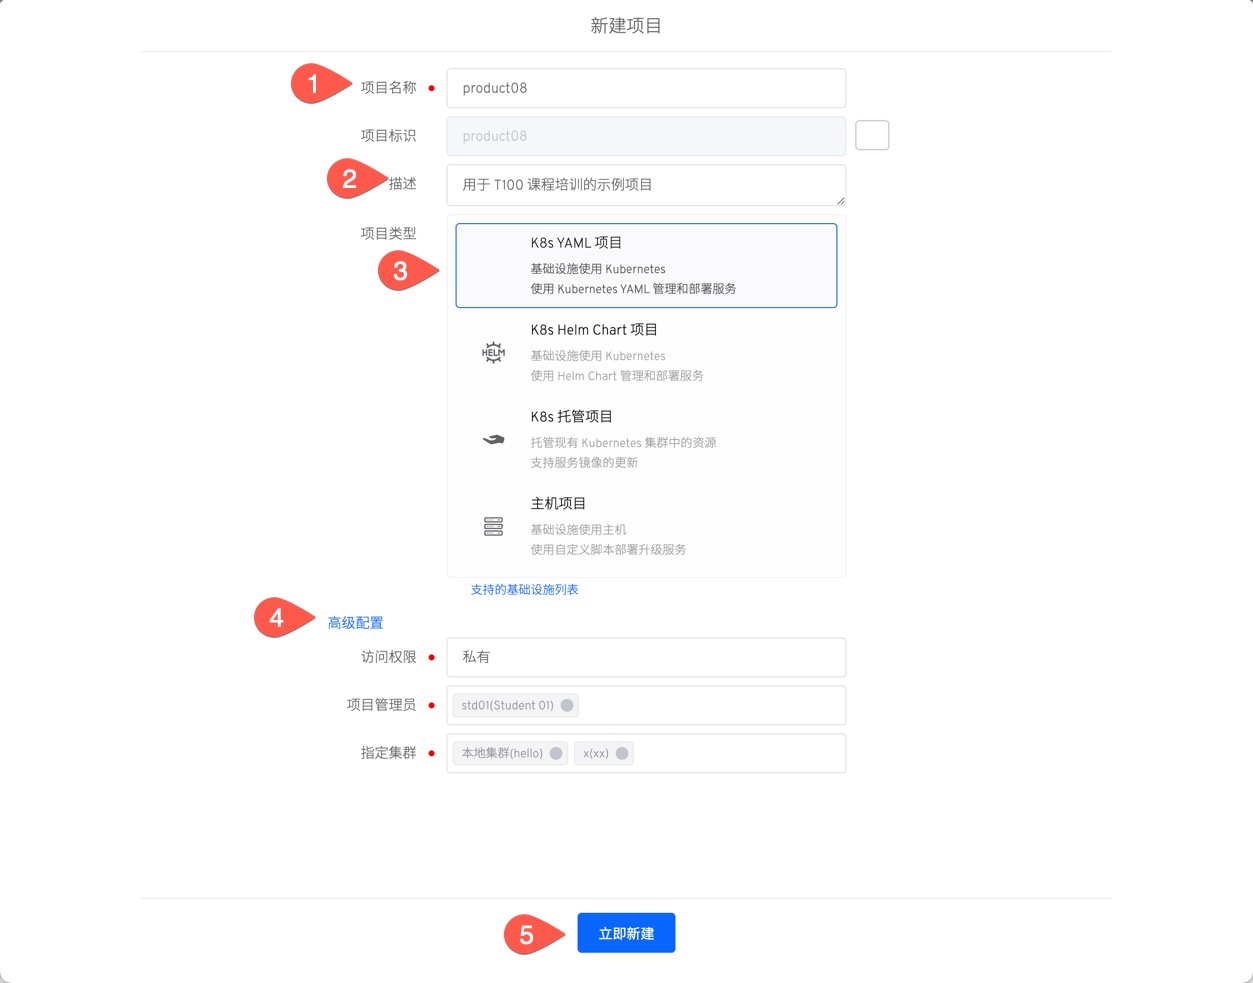 新建项目
1 项目名称 product08
项目标识 product08
2 描述 用于 T100 课程培训的示例项目
项目类型
3
K8s YAML 项目
基础设施使用 Kubernetes
使用 Kubernetes YAML 管理和部署服务
HELM
K8s Helm Chart 项目
基础设施使用 Kubernetes
使用 Helm Chart 管理和部署服务
K8s 托管项目
托管现有 Kubernetes 集群中的资源
支持服务镜像的更新
主机项目
基础设施使用主机
使用自定义脚本部署升级服务
支持的基础设施列表
4 高级配置
访问权限 私有
项目管理员 std01(Student 01)
指定集群 本地集群(hello) x(xx)
5 立即新建